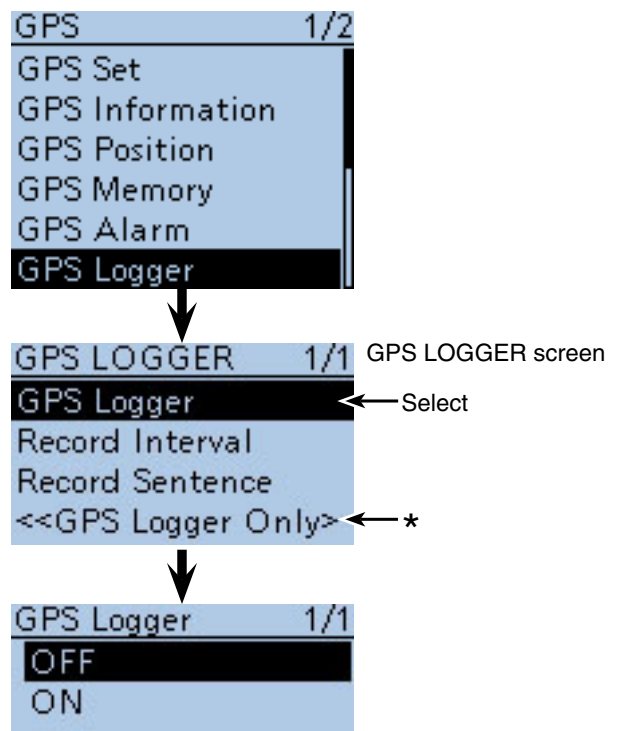 GPS 1/2
GPS Set
GPS Information
GPS Position
GPS Memory
GPS Alarm
GPS Logger
GPS LOGGER 1/1 GPS LOGGER screen
GPS Logger Select
Record Interval
Record Sentence
<<GPS Logger Only> *
GPS Logger 1/1
OFF
ON